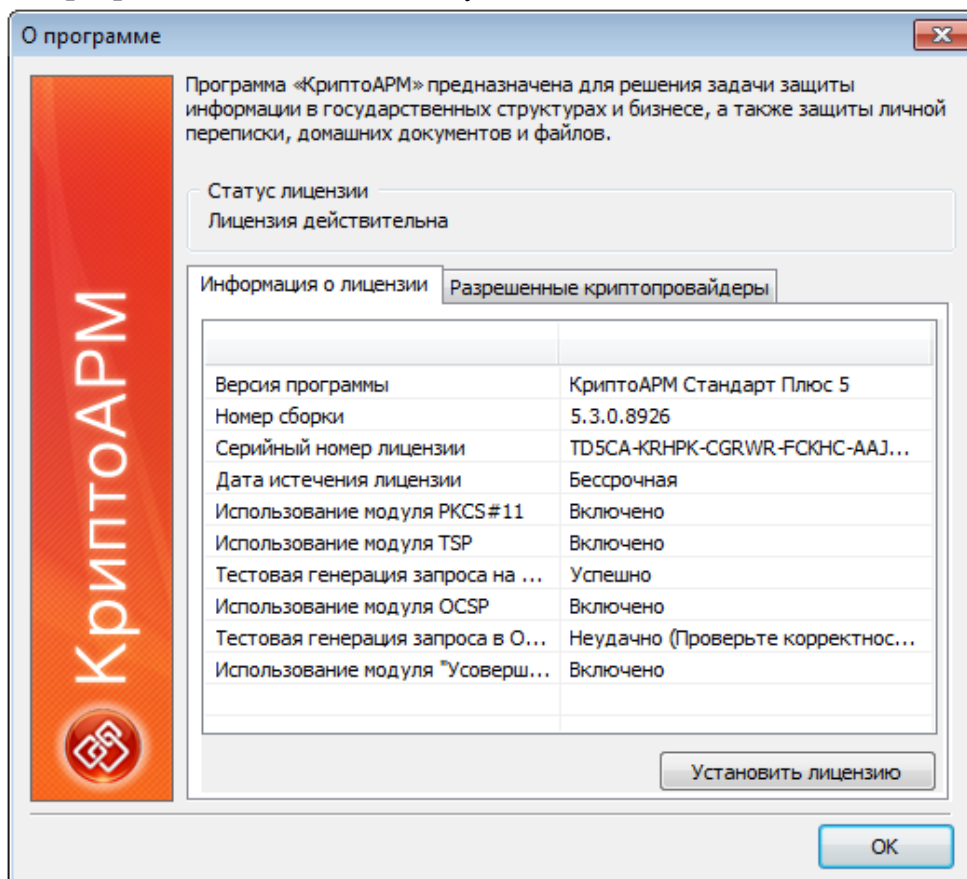 О программе
Программа «КриптоАРМ» предназначена для решения задачи защиты
информации в государственных структурах и бизнесе, а также защиты личной
переписки, домашних документов и файлов.
Статус лицензии
Лицензия действительна
Информация о лицензии Разрешенные криптопровайдеры
Версия программы КриптоАРМ Стандарт Плюс 5
Номер сборки 5.3.0.8926
Серийный номер лицензии TD5CA-KRHPK-CGRWR-FCKHC-AAJ...
Дата истечения лицензии Бессрочная
Использование модуля PKCS#11 Включено
Использование модуля TSP Включено
Тестовая генерация запроса на ... Успешно
Использование модуля OCSP Включено
Тестовая генерация запроса в О... Неудачно (Проверьте корректнос...
Использование модуля "Усоверш... Включено
Установить лицензию
ОК
КриптоАРМ